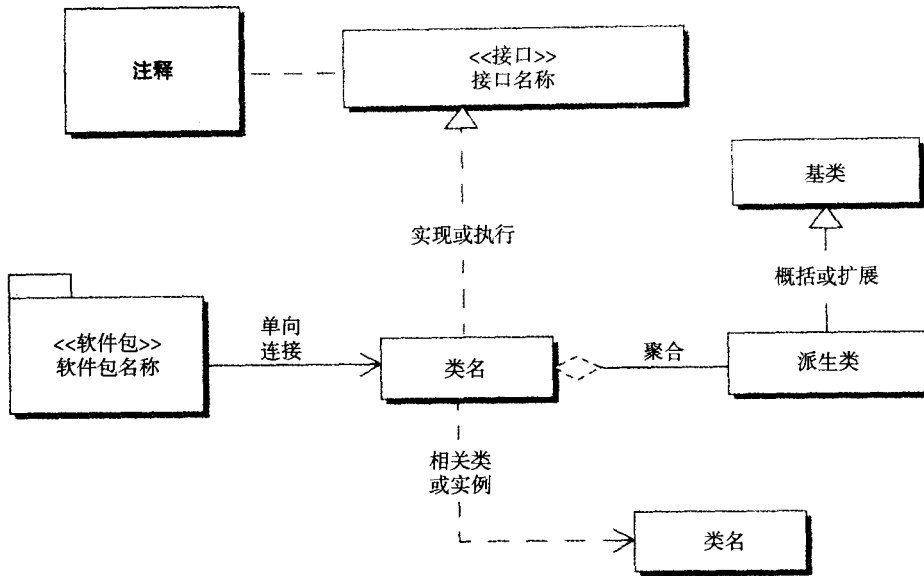 注释
<<接口>>
接口名称
基类
实现或执行
概括或扩展
<<软件包>>
软件包名称
单向
连接
类名
聚合
派生类
相关类
或实例
类名